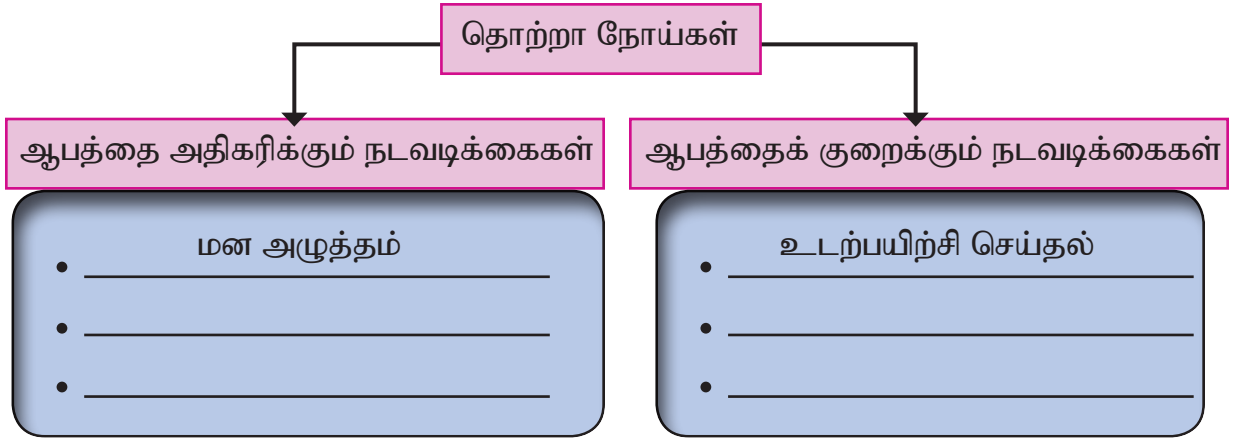 தொற்றா நோய்கள்
ஆபத்தை அதிகரிக்கும் நடவடிக்கைகள்
மன அழுத்தம்
ஆபத்தைக் குறைக்கும் நடவடிக்கைகள்
உடற்பயிற்சி செய்தல்